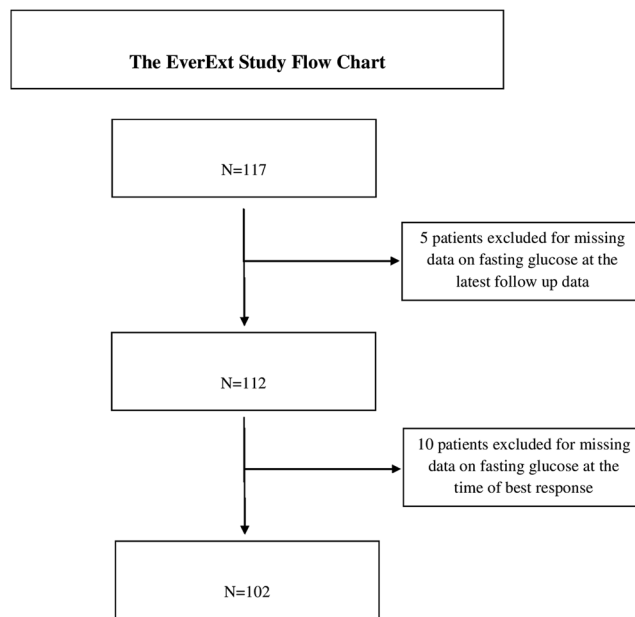 The EverExt Study Flow Chart
N=117
5 patients excluded for missing
data on fasting glucose at the
latest follow up data
N=112
10 patients excluded for missing
data on fasting glucose at the
time of best response
N=102